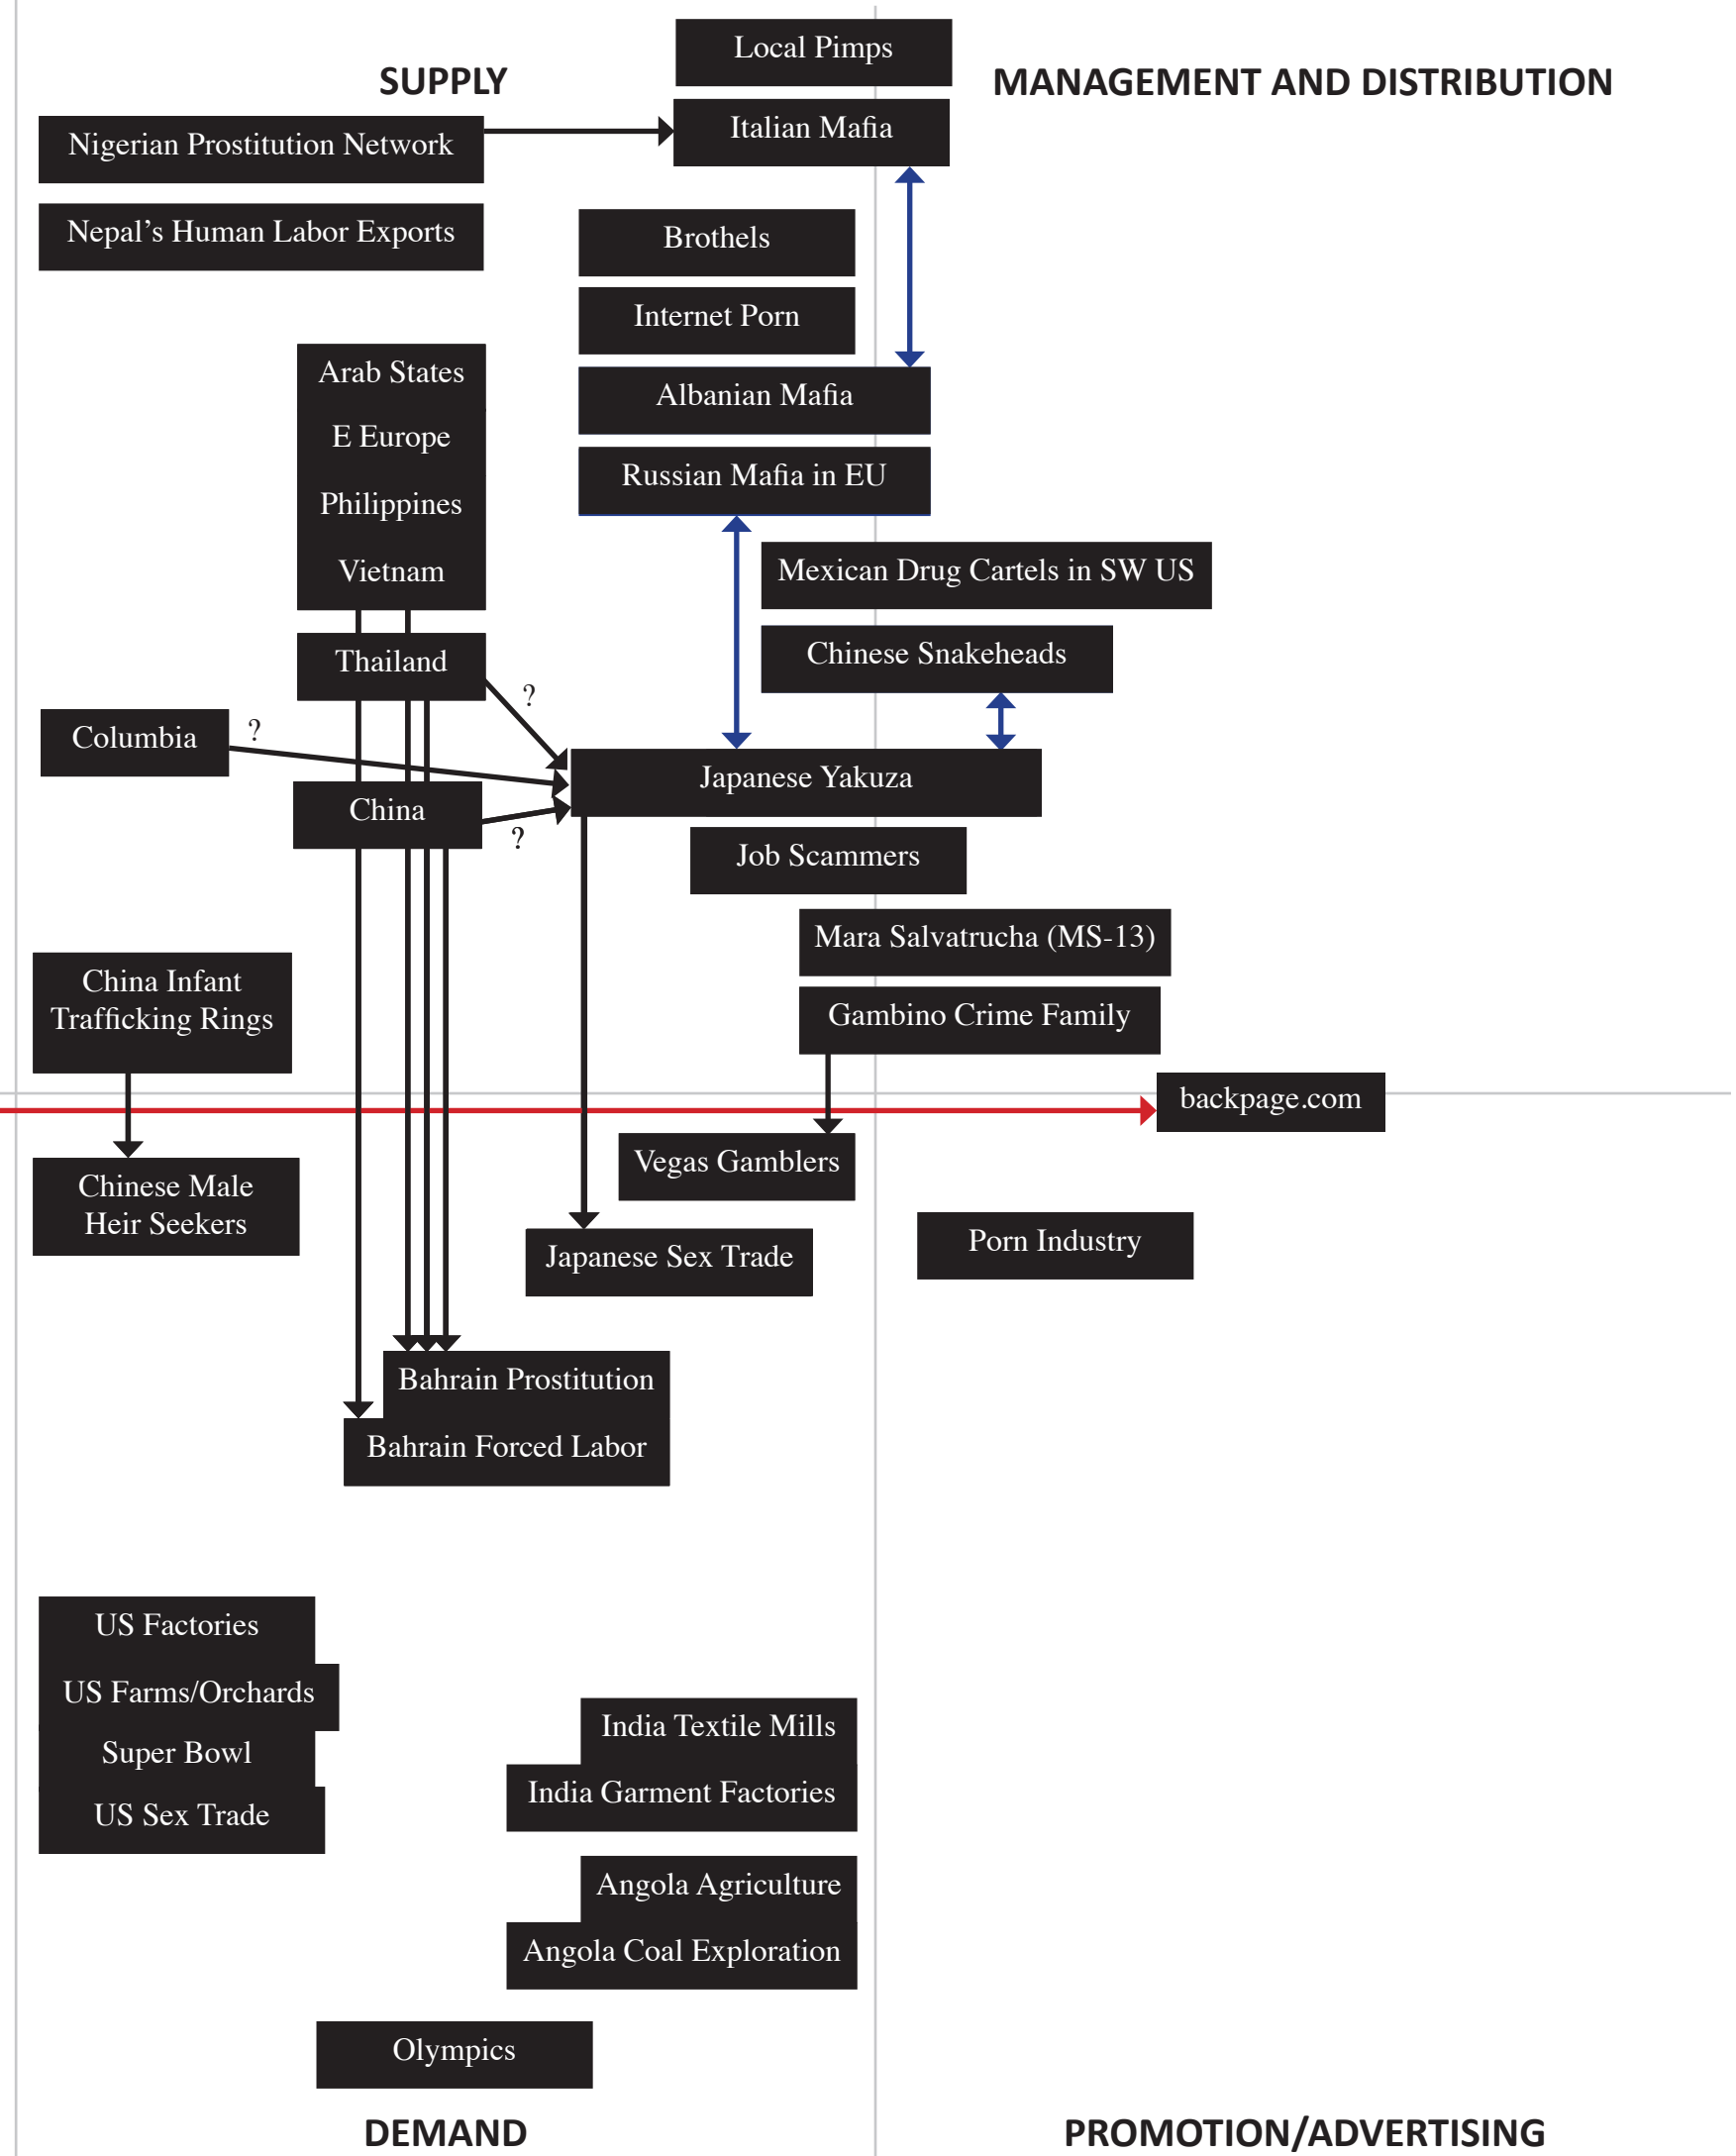 Local Pimps
SUPPLY
MANAGEMENT AND DISTRIBUTION
Italian Mafia
Nigerian Prostitution Network
Nepal’s Human Labor Exports
Brothels
Internet Porn
Arab States
Albanian Mafia
E Europe
Russian Mafia in EU
Philippines
Vietnam
Mexican Drug Cartels in SW US
Chinese Snakeheads
Thailand
?
Columbia
?
Japanese Yakuza
China
?
Job Scammers
Mara Salvatrucha (MS-13)
China Infant
Trafficking Rings
Gambino Crime Family
backpage.com
Vegas Gamblers
Chinese Male
Heir Seekers
Porn Industry
Japanese Sex Trade
Bahrain Prostitution
Bahrain Forced Labor
US Factories
US Farms/Orchards
India Textile Mills
Super Bowl
India Garment Factories
US Sex Trade
Angola Agriculture
Angola Coal Exploration
Olympics
DEMAND
PROMOTION/ADVERTISING